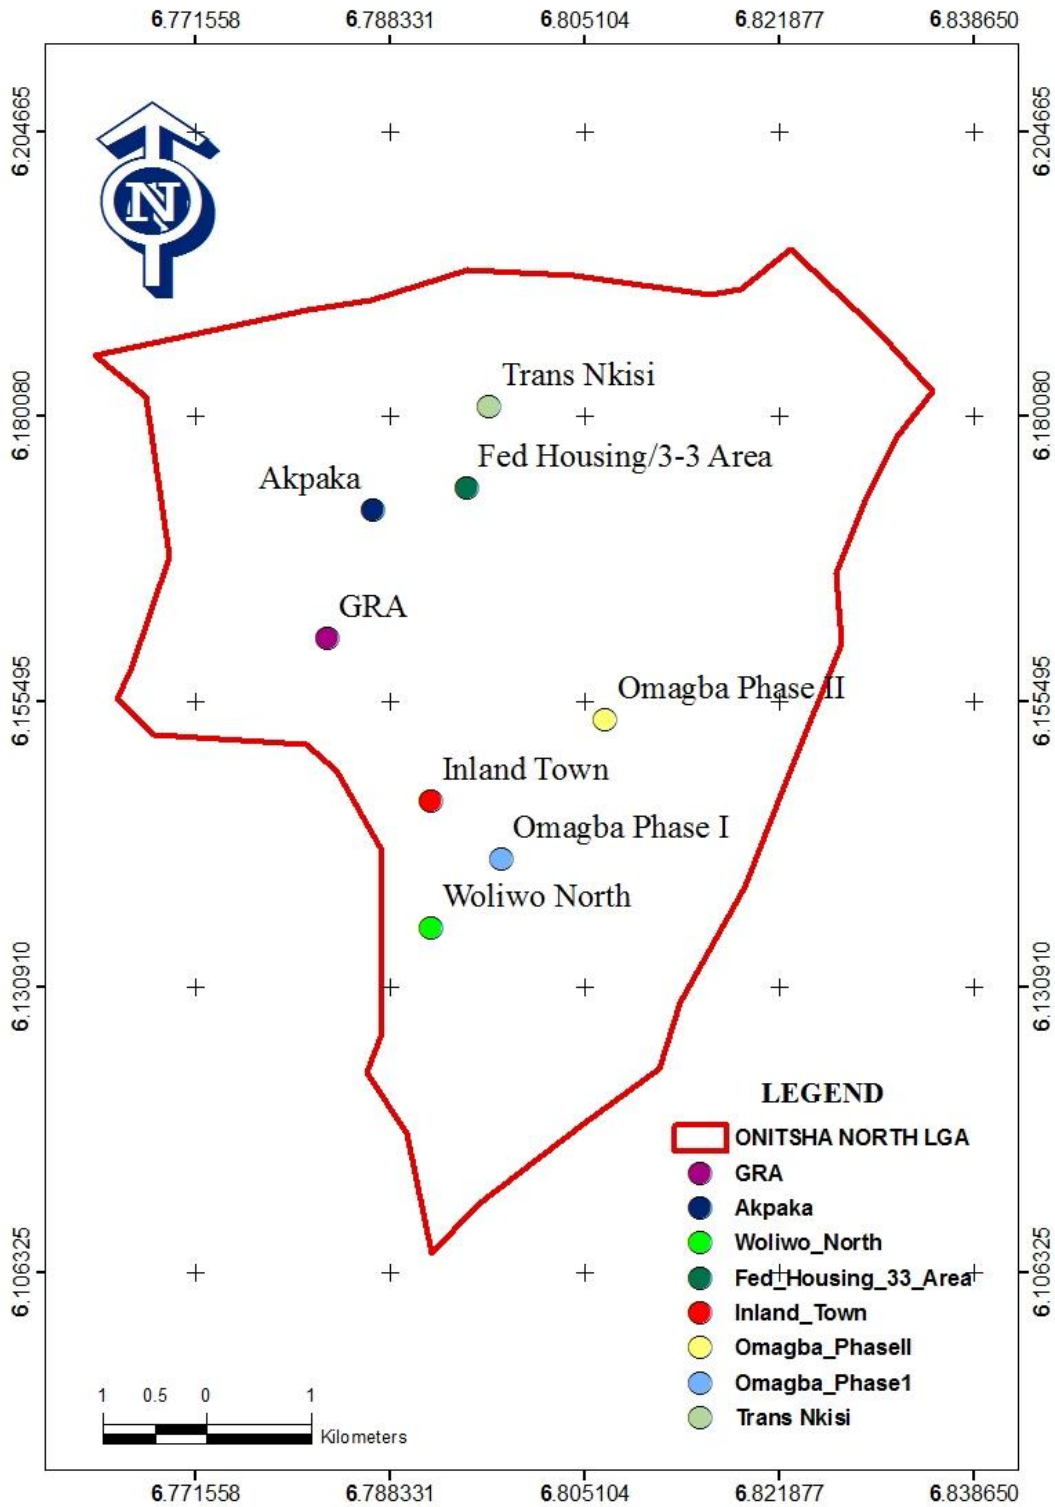 6.771558 6.788331 6.805104 6.821877 6.838650
6.204665 6.204665
N
Trans Nkisi
6.180080 6.180080
Fed Housing/3-3 Area
Akpaka
GRA
Omagba Phase II
6.155495 6.155495
Inland Town
Omagba Phase I
Woliwo North
6.130910 6.130910
LEGEND
ONITSHA NORTH LGA
GRA
Akpaka
Woliwo_North
6.106325 6.106325
Fed_Housing_33_Area
Inland_Town
Omagba_PhaseII
Omagba_Phase1
Trans Nkisi
1 0.5 0 1
Kilometers
6.771558 6.788331 6.805104 6.821877 6.838650